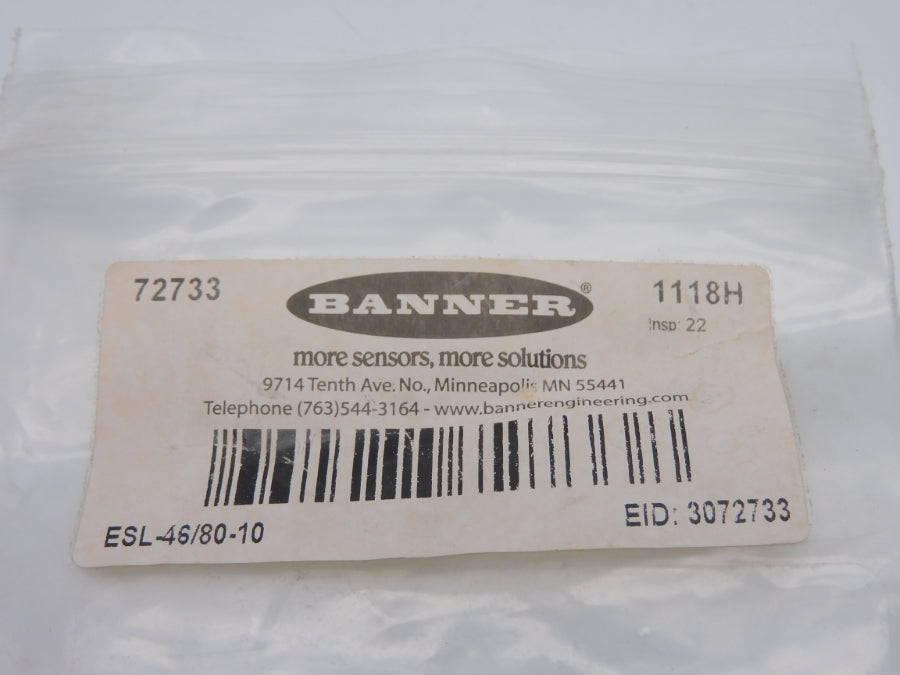 72733
BANNER®
1118H
Insp: 22
more sensors, more solutions
9714 Tenth Ave. No., Minneapolis MN 55441
Telephone (763)544-3164 - www.bannerengineering.com
ESL-46/80-10
EID: 3072733